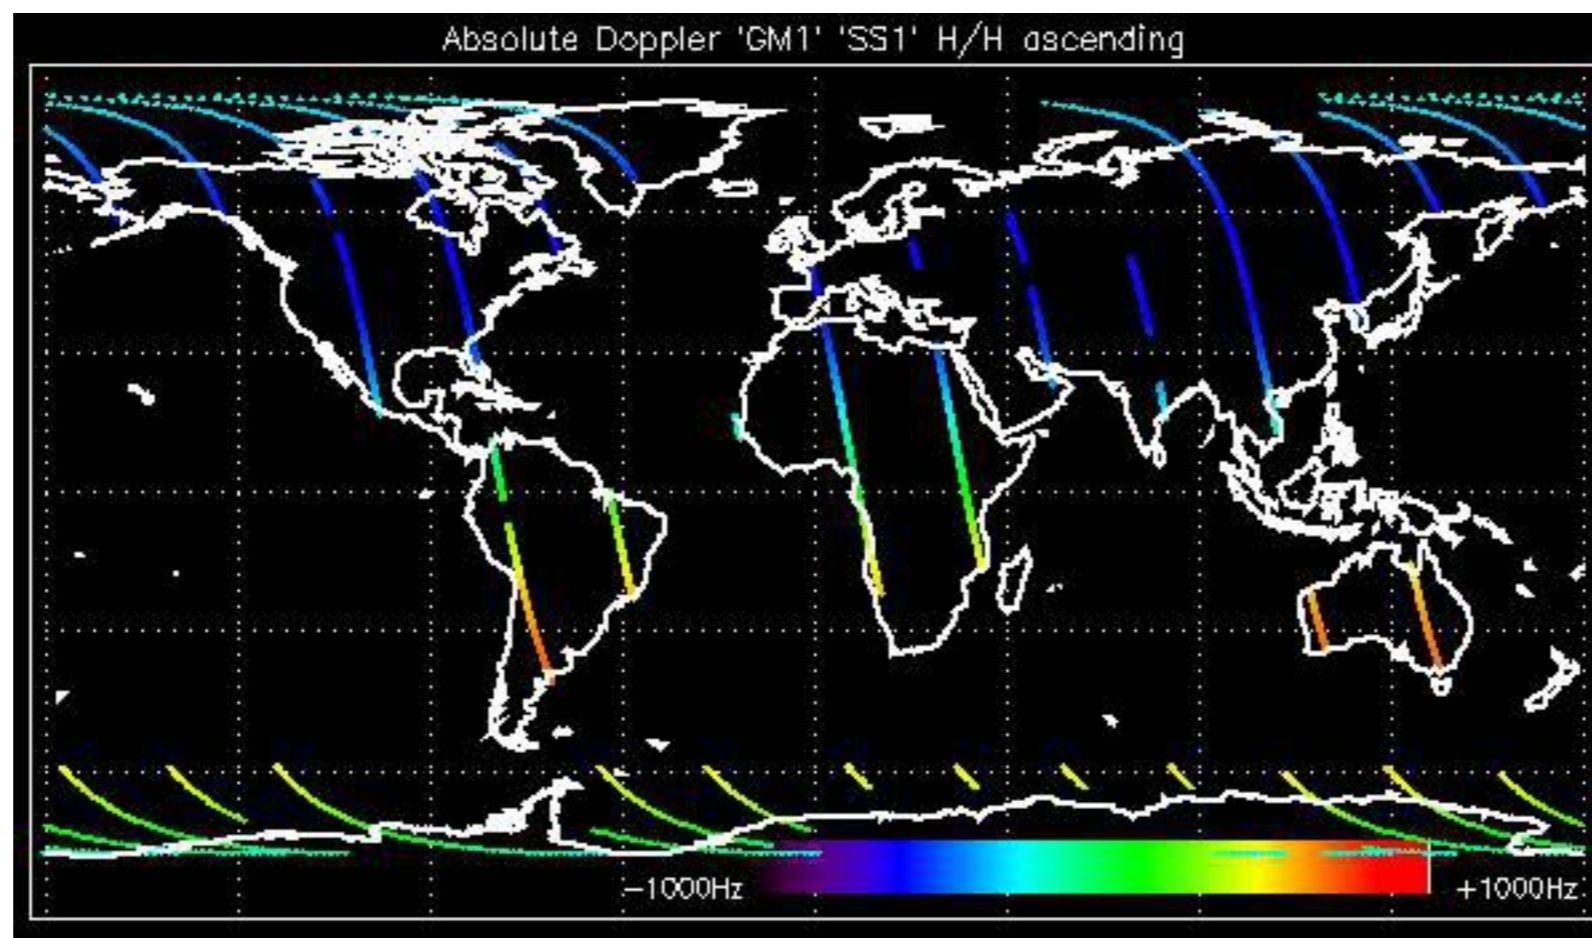 Absolute Doppler 'GM1' 'SS1' H/H ascending
−1000Hz
+1000Hz